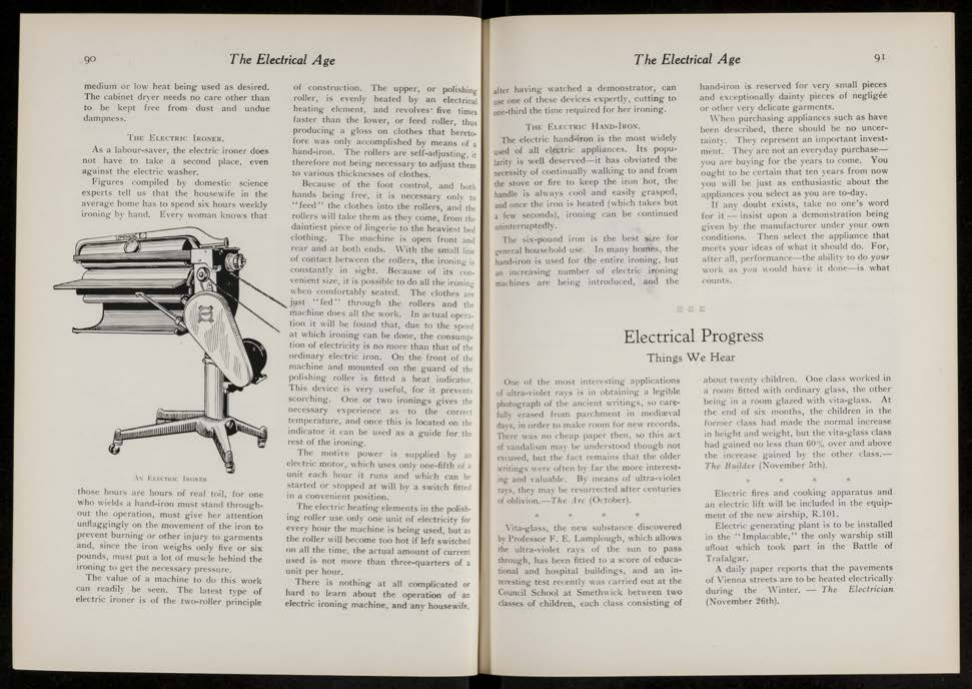 90
The Electrical Age
medium or low heat being used as desired.
The cabinet dryer needs no care other than
to be kept free from dust and undue
dampness.
The Electric Ironer.
As a labour-saver, the electric ironer does
not have to take a second place, even
against the electric washer.
Figures compiled by domestic science
experts tell us that the housewife in the
average home has to spend six hours weekly
ironing by hand. Every woman knows that
An Electric Ironer
those hours are hours of real toil, for one
who wields a hand-iron must stand through-
out the operation, must give her attention
unflaggingly on the movement of the iron to
prevent burning or other injury to garments
and, since the iron weighs only five or six
pounds, must put a lot of muscle behind the
ironing to get the necessary pressure.
The value of a machine to do this work
can readily be seen. The latest type of
electric ironer is of the two-roller principle
of construction. The upper, or polishing
roller, is evenly heated by an electrical
heating element, and revolves five times
faster than the lower, or feed roller, thus
producing a gloss on clothes that hereto-
fore was only accomplished by means of a
hand-iron. The rollers are self-adjusting, it
therefore not being necessary to adjust them
to various thicknesses of clothes.
Because of the foot control, and both
hands being free, it is necessary only to
"feed" the clothes into the rollers, and the
rollers will take them as they come, from the
daintiest piece of lingerie to the heaviest bed
clothing. The machine is open front and
rear and at both ends. With the small line
of contact between the rollers, the ironing is
constantly in sight. Because of its con-
venient size, it is possible to do all the ironing
when comfortably seated. The clothes are
just "fed" through the rollers and the
machine does all the work. In actual opera-
tion it will be found that, due to the speed
at which ironing can be done, the consump-
tion of electricity is no more than that of the
ordinary electric iron. On the front of the
machine and mounted on the guard of the
polishing roller is fitted a heat indicator.
This device is very useful, for it prevents
scorching. One or two ironings gives the
necessary experience as to the correct
temperature, and once this is located on the
indicator it can be used as a guide for the
rest of the ironing.
The motive power is supplied by an
electric motor, which uses only one-fifth of a
unit each hour it runs and which can be
started or stopped at will by a switch fitted
in a convenient position.
The electric heating elements in the polish-
ing roller use only one unit of electricity for
every hour the machine is being used, but as
the roller will become too hot if left switched
on all the time, the actual amount of current
used is not more than three-quarters of a
unit per hour.
There is nothing at all complicated or
hard to learn about the operation of an
electric ironing machine, and any housewife,
The Electrical Age
91
after having watched a demonstrator, can
use one of these devices expertly, cutting to
one-third the time required for her ironing.
The Electric Hand-Iron.
The electric hand-iron is the most widely
used of all electric appliances. Its popu-
larity is well deserved—it has obviated the
necessity of continually walking to and from
the stove or fire to keep the iron hot, the
handle is always cool and easily grasped,
and once the iron is heated (which takes but
a few seconds), ironing can be continued
uninterruptedly.
The six-pound iron is the best size for
general household use. In many homes, the
hand-iron is used for the entire ironing, but
an increasing number of electric ironing
machines are being introduced, and the
hand-iron is reserved for very small pieces
and exceptionally dainty pieces of negligée
or other very delicate garments.
When purchasing appliances such as have
been described, there should be no uncer-
tainty. They represent an important invest-
ment. They are not an everyday purchase—
you are buying for the years to come. You
ought to be certain that ten years from now
you will be just as enthusiastic about the
appliances you select as you are to-day.
If any doubt exists, take no one's word
for it — insist upon a demonstration being
given by the manufacturer under your own
conditions. Then select the appliance that
meets your ideas of what it should do. For,
after all, performance—the ability to do your
work as you would have it done—is what
counts.
Electrical Progress
Things We Hear
One of the most interesting applications
of ultra-violet rays is in obtaining a legible
photograph of the ancient writings, so care-
fully erased from parchment in mediæval
days, in order to make room for new records.
There was no cheap paper then, so this act
of vandalism may be understood though not
excused, but the fact remains that the older
writings were often by far the more interest-
ing and valuable. By means of ultra-violet
rays, they may be resurrected after centuries
of oblivion.—The Arc (October).
* * * *
Vita-glass, the new substance discovered
by Professor F. E. Lamplough, which allows
the ultra-violet rays of the sun to pass
through, has been fitted to a score of educa-
tional and hospital buildings, and an in-
teresting test recently was carried out at the
Council School at Smethwick between two
classes of children, each class consisting of
about twenty children. One class worked in
a room fitted with ordinary glass, the other
being in a room glazed with vita-glass. At
the end of six months, the children in the
former class had made the normal increase
in height and weight, but the vita-glass class
had gained no less than 60% over and above
the increase gained by the other class.—
The Builder (November 5th).
* * * *
Electric fires and cooking apparatus and
an electric lift will be included in the equip-
ment of the new airship, R.101.
Electric generating plant is to be installed
in the "Implacable," the only warship still
afloat which took part in the Battle of
Trafalgar.
A daily paper reports that the pavements
of Vienna streets are to be heated electrically
during the Winter. — The Electrician
(November 26th).